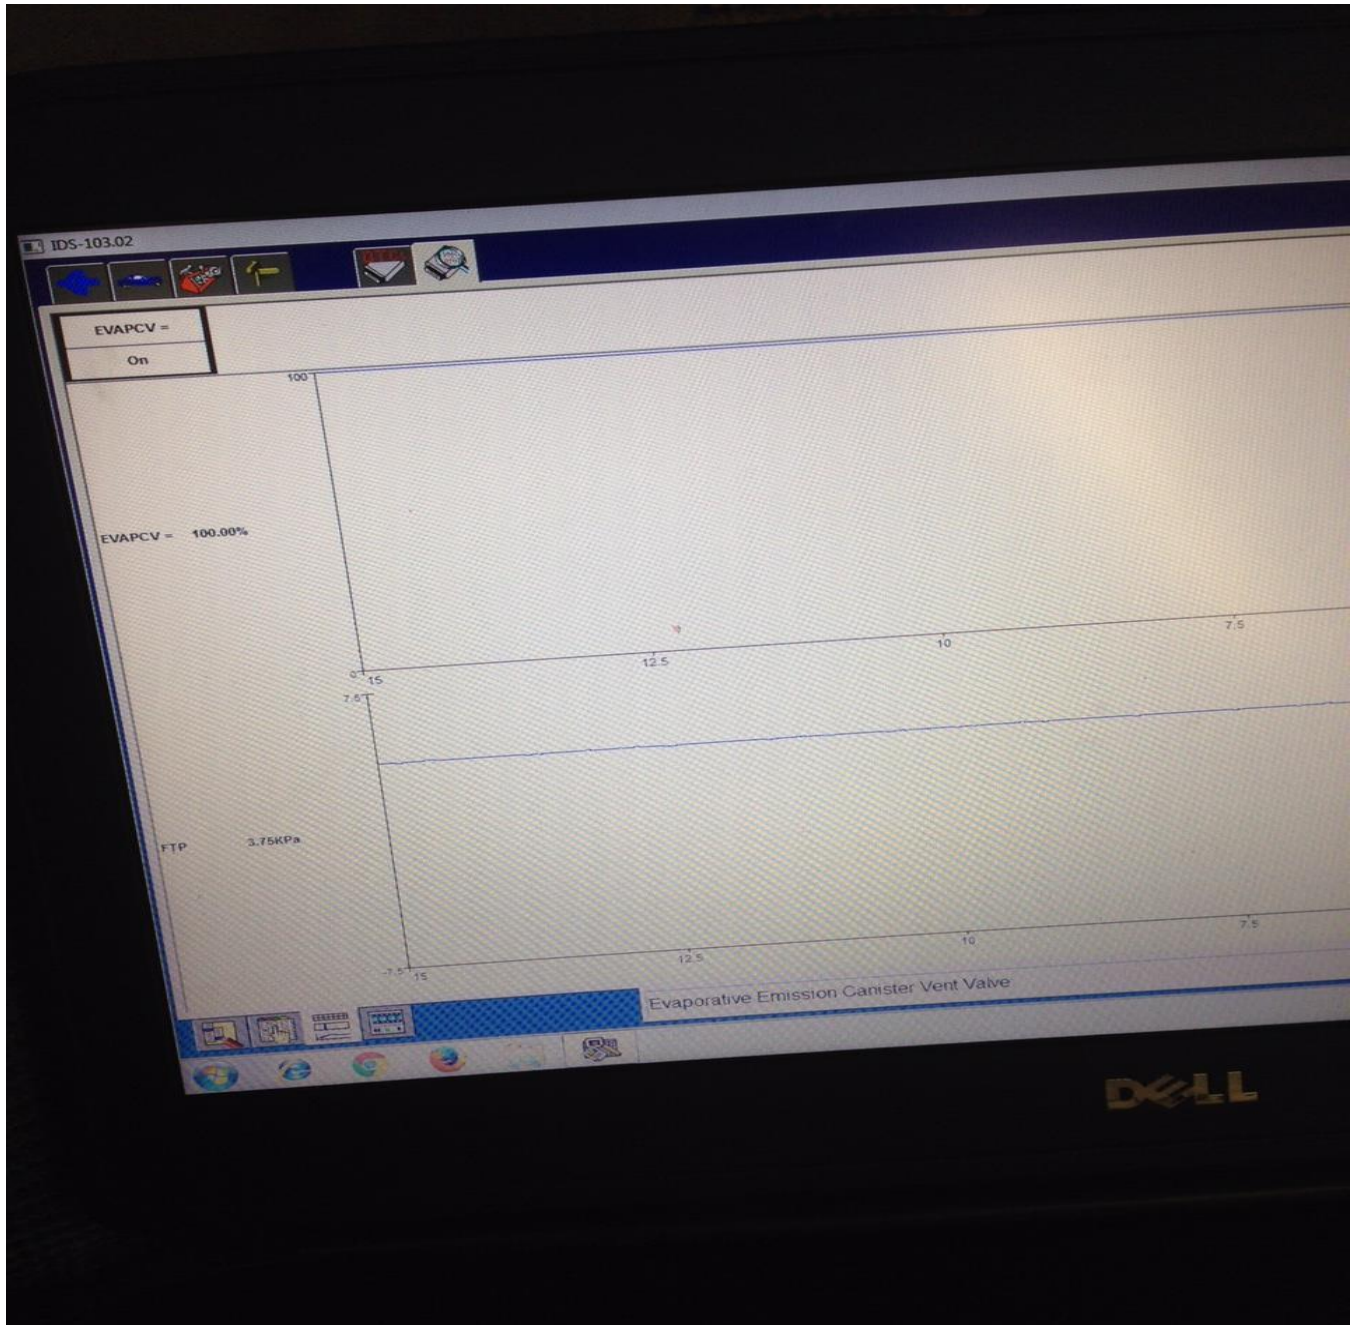 IDS-103.02
EVAPCV =
On
100
EVAPCV = 100.00%
0
15
12.5
10
7.5
7.5
FTP 3.75KPa
-7.5
15
12.5
10
7.5
Evaporative Emission Canister Vent Valve
DELL